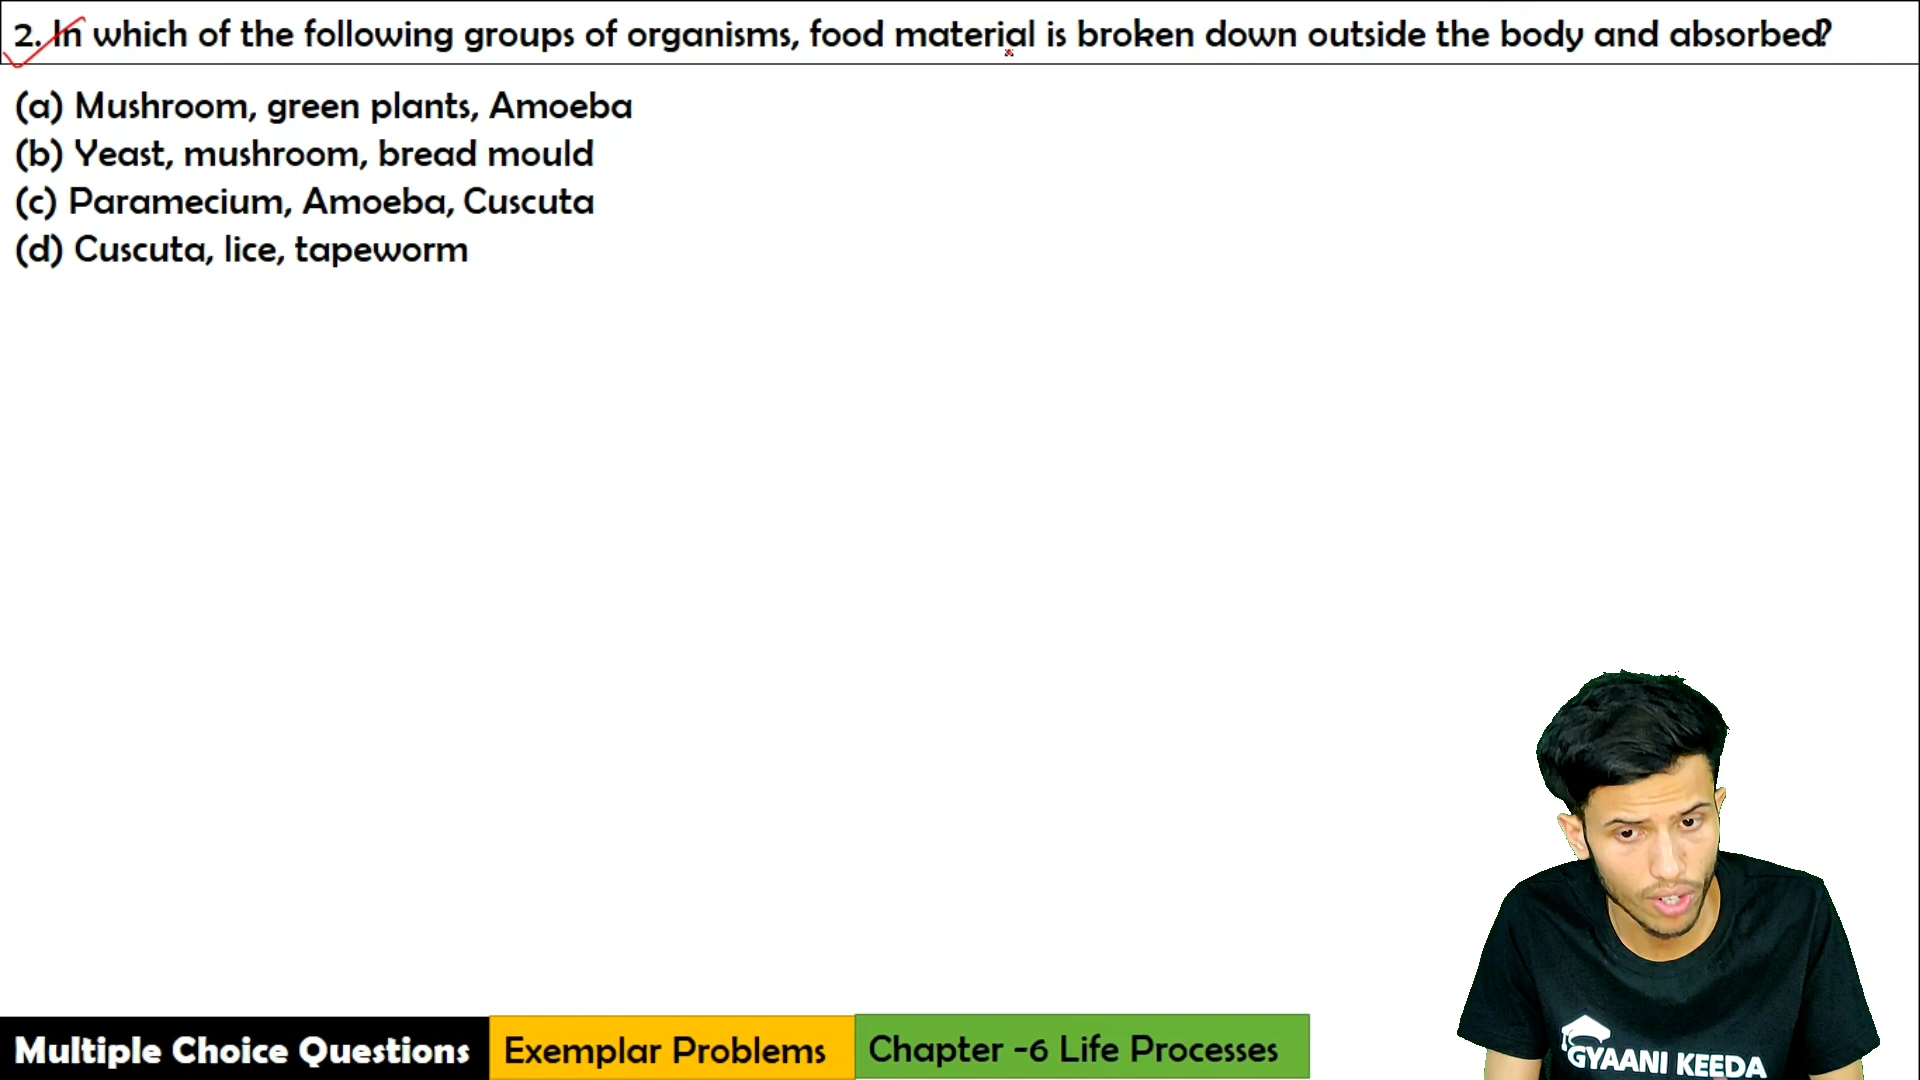 2. In which of the following groups of organisms, food material is broken down outside the body and absorbed?
(a) Mushroom, green plants, Amoeba
(b) Yeast, mushroom, bread mould
(c) Paramecium, Amoeba, Cuscuta
(d) Cuscuta, lice, tapeworm
Multiple Choice Questions
Exemplar Problems
Chapter -6 Life Processes
GYAANI KEEDA